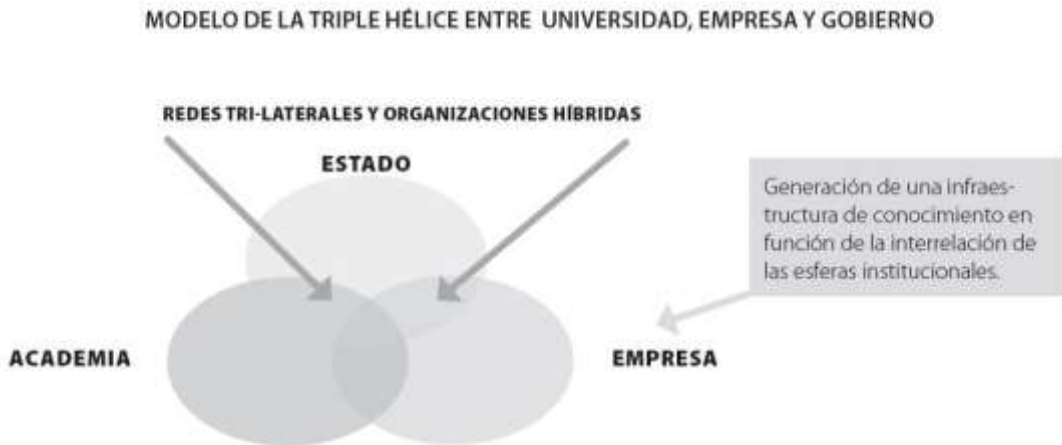 MODELO DE LA TRIPLE HÉLICE ENTRE UNIVERSIDAD, EMPRESA Y GOBIERNO
REDES TRI-LATERALES Y ORGANIZACIONES HÍBRIDAS
ESTADO
Generación de una infraes-
tructura de conocimiento en
función de la interrelación de
las esferas institucionales.
ACADEMIA
EMPRESA